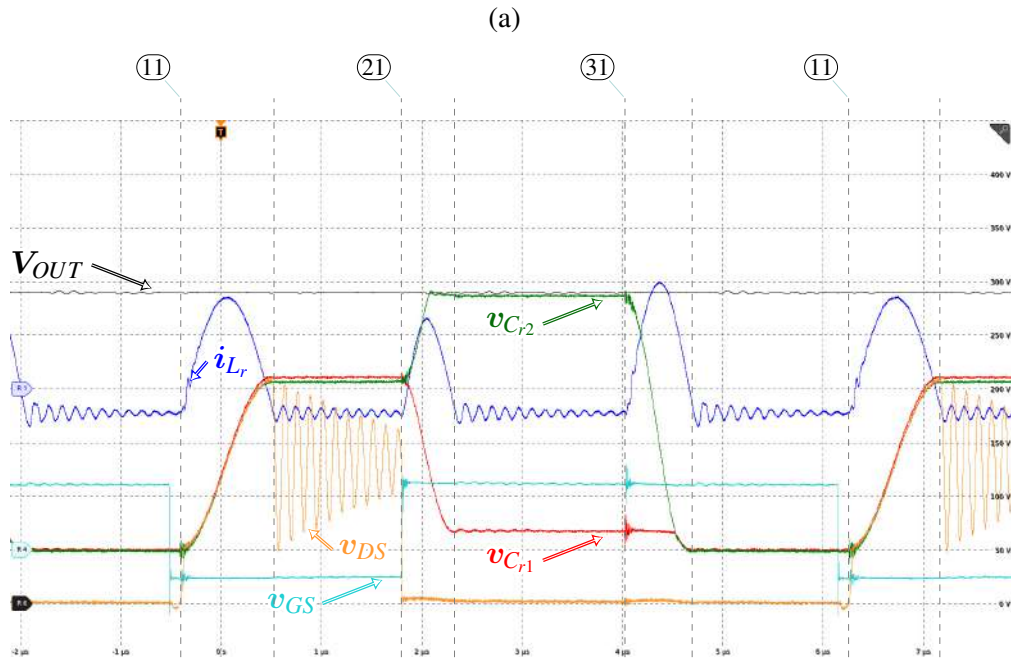 (a)
11 21 31 11
T
400 V
350 V
V_OUT
300 V
v_Cr2
250 V
i_Lr
200 V
150 V
100 V
v_DS
v_Cr1
50 V
v_GS
0 V
-2 µs -1 µs 0 s 1 µs 2 µs 3 µs 4 µs 5 µs 6 µs 7 µs